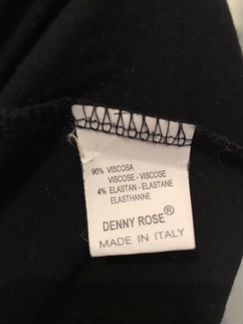 96% VISCOSA
VISCOSE - VISCOSE
4% ELASTAN - ELASTANE
ELASTHANNE
DENNY ROSE®
MADE IN ITALY